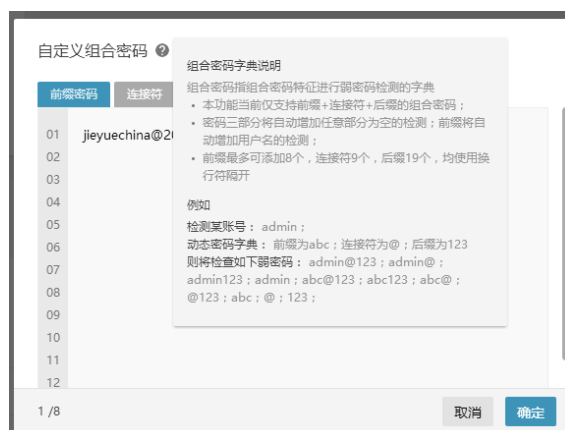 自定义组合密码 ?
前缀密码 连接符
组合密码字典说明
组合密码指组合密码特征进行弱密码检测的字典
• 本功能当前仅支持前缀+连接符+后缀的组合密码；
• 密码三部分将自动增加任意部分为空的检测；前缀将自
动增加用户名的检测；
• 前缀最多可添加8个，连接符9个，后缀19个，均使用换
行符隔开
例如
检测某账号： admin；
动态密码字典： 前缀为abc；连接符为@；后缀为123
则将检查如下弱密码： admin@123；admin@；
admin123；admin；abc@123；abc123；abc@；
@123；abc；@；123；
01 jieyuechina@20
02
03
04
05
06
07
08
09
10
11
12
1 /8
取消 确定